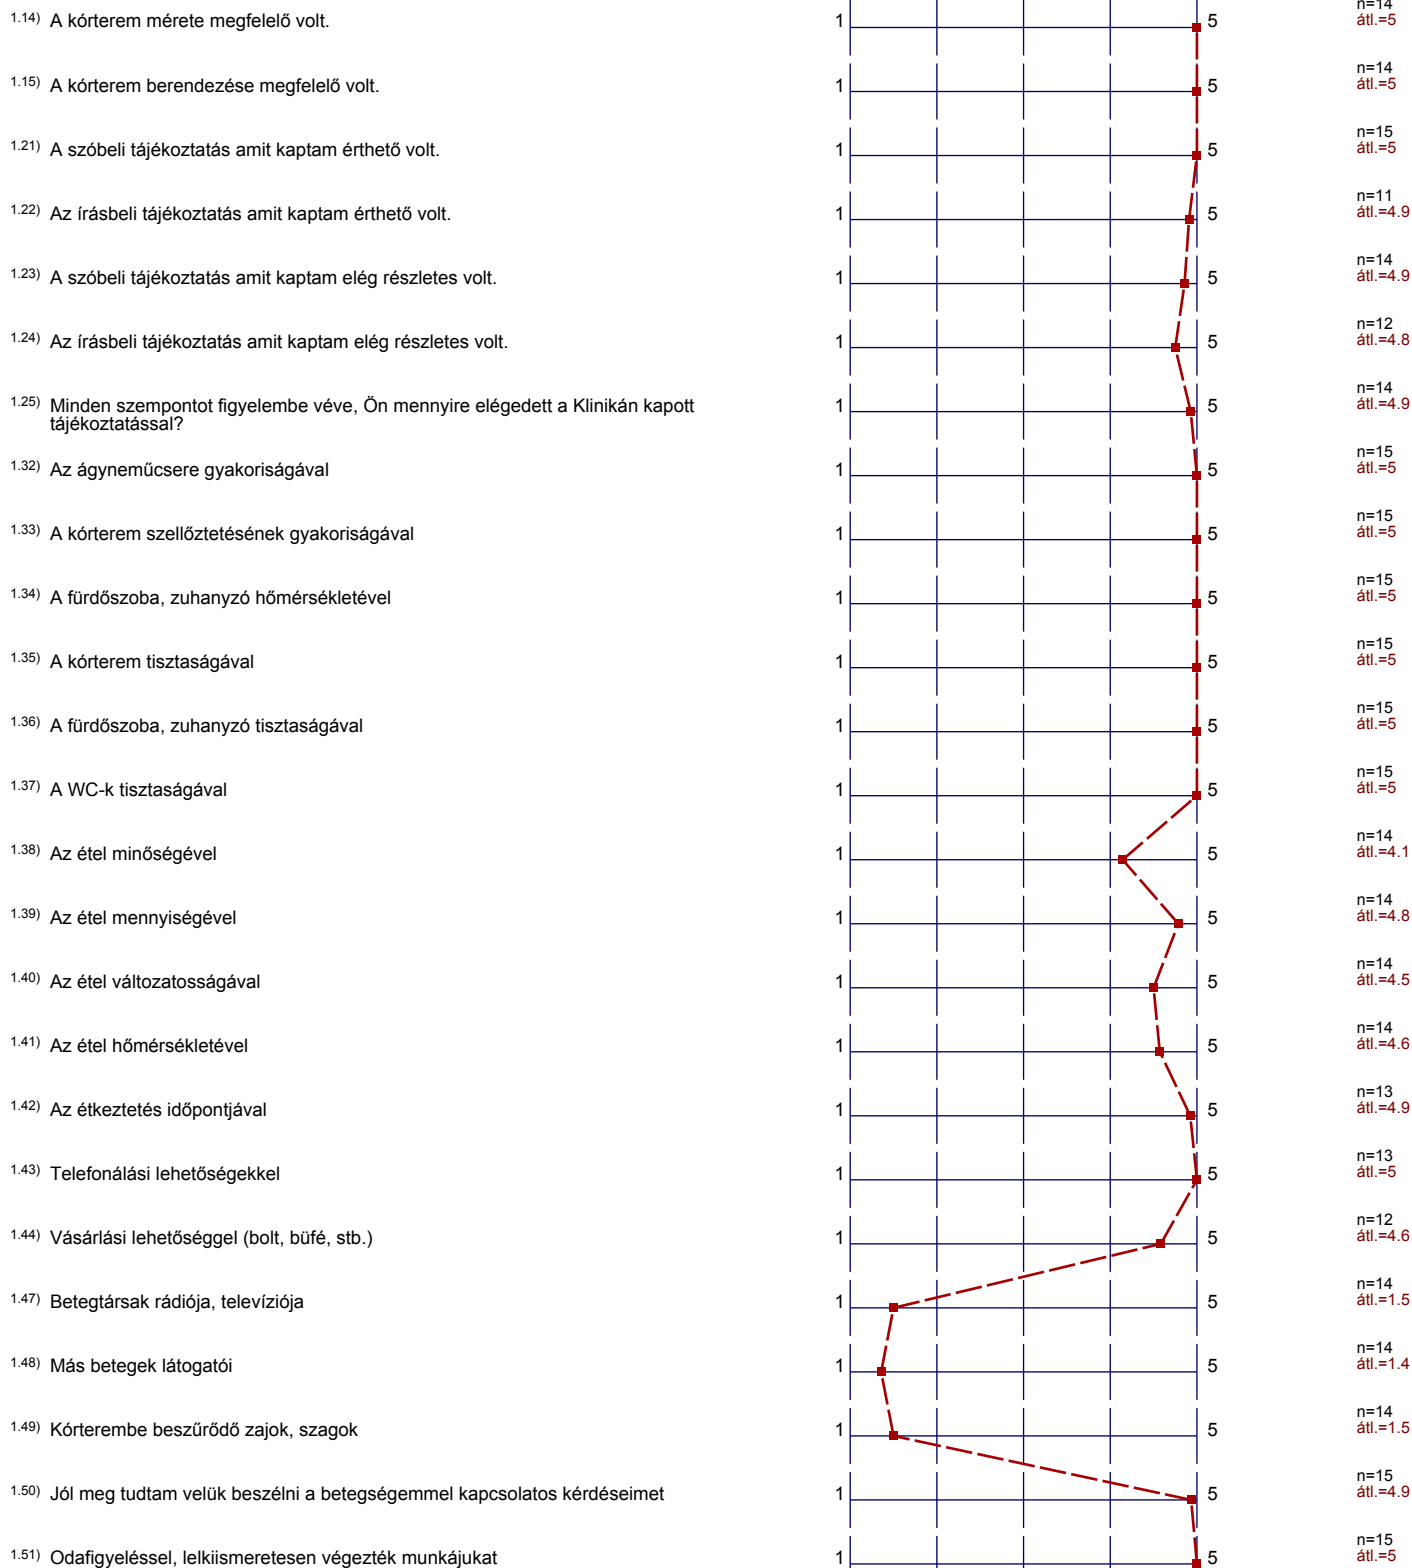 1.14) A kórterem mérete megfelelő volt. 1 5 n=14
átl.=5
1.15) A kórterem berendezése megfelelő volt. 1 5 n=14
átl.=5
1.21) A szóbeli tájékoztatás amit kaptam érthető volt. 1 5 n=15
átl.=5
1.22) Az írásbeli tájékoztatás amit kaptam érthető volt. 1 5 n=11
átl.=4.9
1.23) A szóbeli tájékoztatás amit kaptam elég részletes volt. 1 5 n=14
átl.=4.9
1.24) Az írásbeli tájékoztatás amit kaptam elég részletes volt. 1 5 n=12
átl.=4.8
1.25) Minden szempontot figyelembe véve, Ön mennyire elégedett a Klinikán kapott 1 5 n=14
tájékoztatással? átl.=4.9
1.32) Az ágyneműcsere gyakoriságával 1 5 n=15
átl.=5
1.33) A kórterem szellőztetésének gyakoriságával 1 5 n=15
átl.=5
1.34) A fürdőszoba, zuhanyzó hőmérsékletével 1 5 n=15
átl.=5
1.35) A kórterem tisztaságával 1 5 n=15
átl.=5
1.36) A fürdőszoba, zuhanyzó tisztaságával 1 5 n=15
átl.=5
1.37) A WC-k tisztaságával 1 5 n=15
átl.=5
1.38) Az étel minőségével 1 5 n=14
átl.=4.1
1.39) Az étel mennyiségével 1 5 n=14
átl.=4.8
1.40) Az étel változatosságával 1 5 n=14
átl.=4.5
1.41) Az étel hőmérsékletével 1 5 n=14
átl.=4.6
1.42) Az étkeztetés időpontjával 1 5 n=13
átl.=4.9
1.43) Telefonálási lehetőségekkel 1 5 n=13
átl.=5
1.44) Vásárlási lehetőséggel (bolt, büfé, stb.) 1 5 n=12
átl.=4.6
1.47) Betegtársak rádiója, televíziója 1 5 n=14
átl.=1.5
1.48) Más betegek látogatói 1 5 n=14
átl.=1.4
1.49) Kórterembe beszűrődő zajok, szagok 1 5 n=14
átl.=1.5
1.50) Jól meg tudtam velük beszélni a betegségemmel kapcsolatos kérdéseimet 1 5 n=15
átl.=4.9
1.51) Odafigyeléssel, lelkiismeretesen végezték munkájukat 1 5 n=15
átl.=5